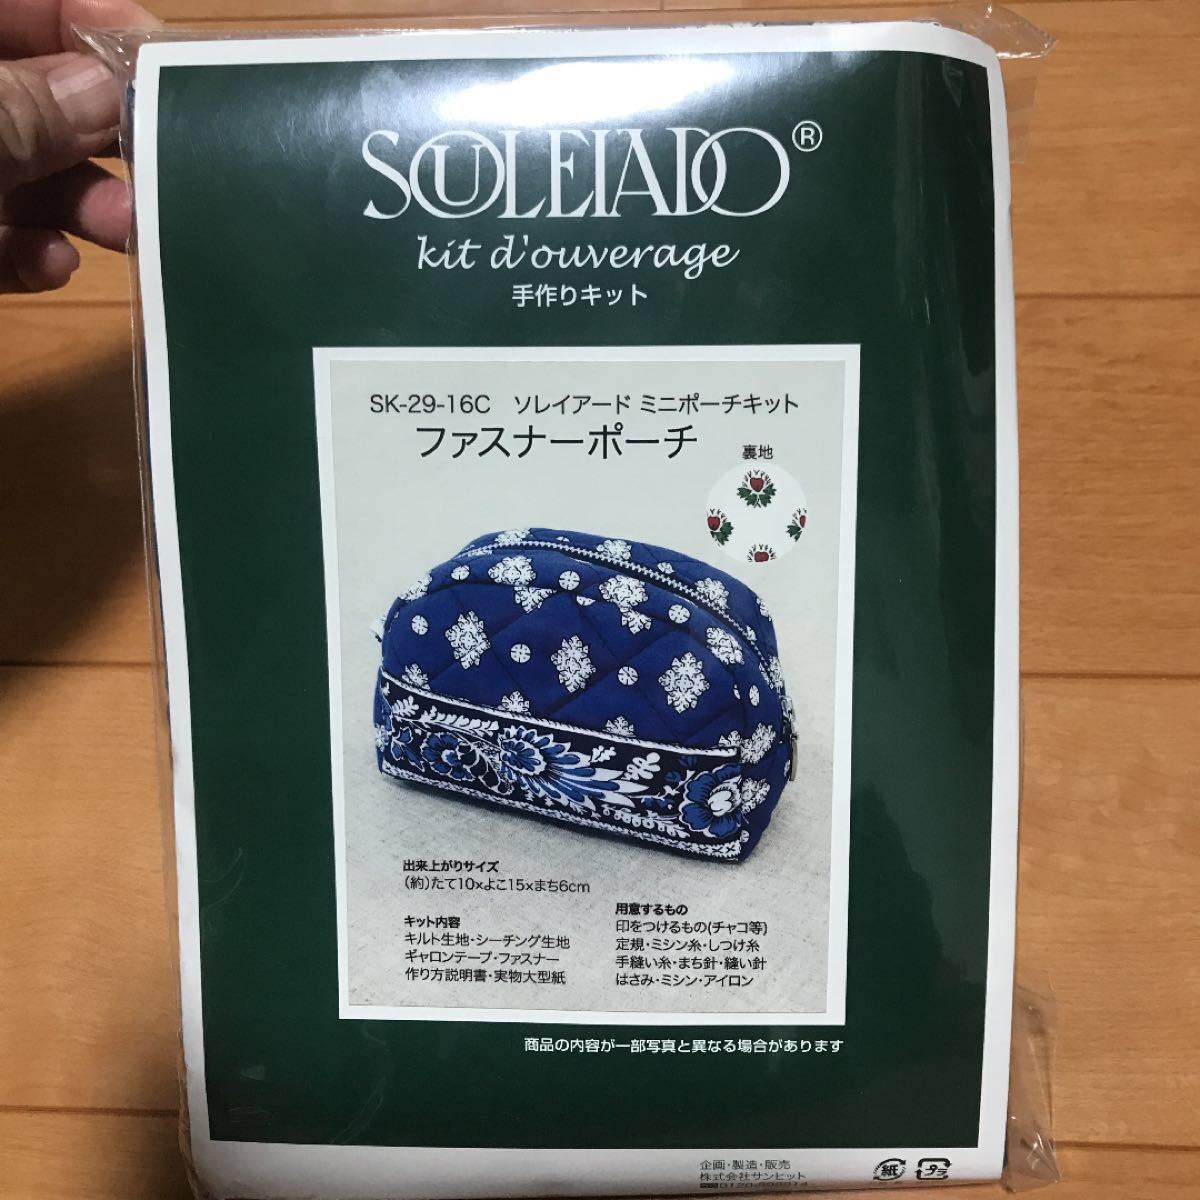 SOULEIADO®
kit d'ouverage
手作りキット
SK-29-16C ソレイアード ミニポーチキット
ファスナーポーチ
裏地
出来上がりサイズ
(約)たて10×よこ15×まち6cm
キット内容
キルト生地・シーチング生地
ギャロンテープ・ファスナー
作り方説明書・実物大型紙
用意するもの
印をつけるもの(チャコ等)
定規・ミシン糸・しつけ糸
手縫い糸・まち針・縫い針
はさみ・ミシン・アイロン
商品の内容が一部写真と異なる場合があります
企画・製造・販売
株式会社サンヒット
紙
プラ